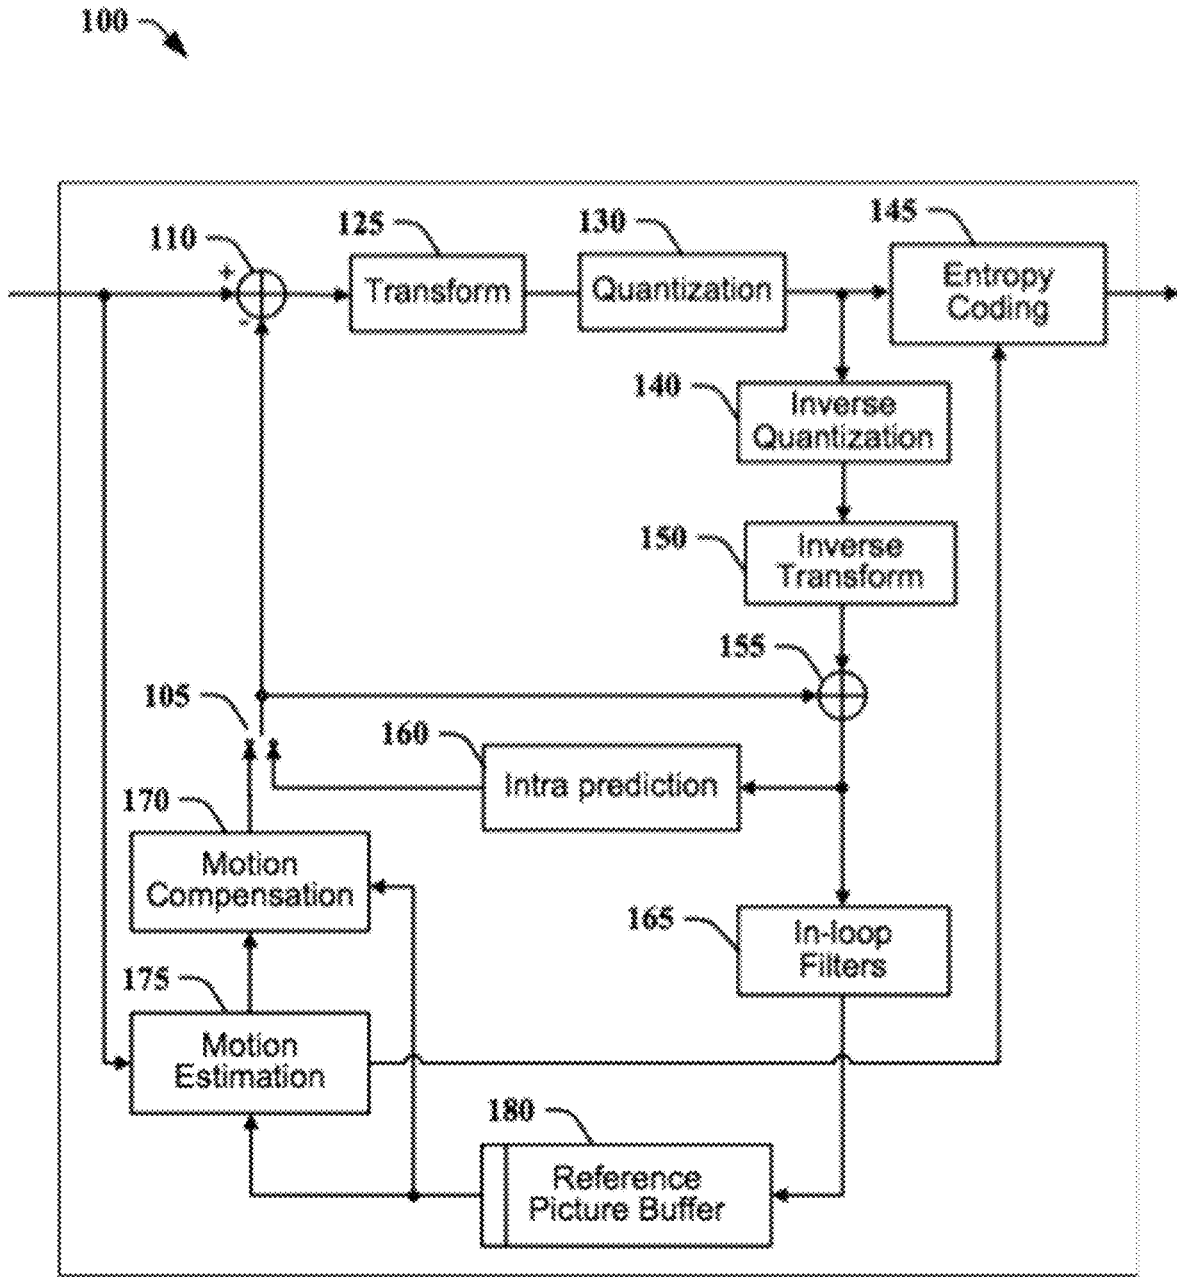 100
110
125
130
145
+
-
Transform
Quantization
Entropy
Coding
140
Inverse
Quantization
150
Inverse
Transform
155
105
160
Intra prediction
170
Motion
Compensation
165
In-loop
Filters
175
Motion
Estimation
180
Reference
Picture Buffer